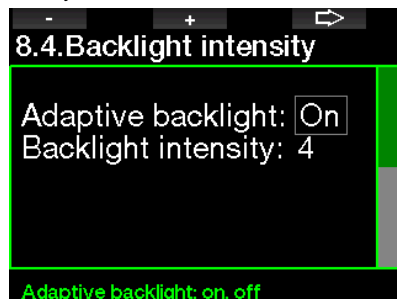 - +
8.4.Backlight intensity
Adaptive backlight: On
Backlight intensity: 4
Adaptive backlight: on, off